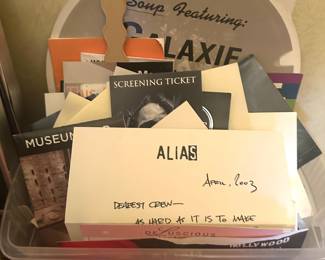 Soup Featuring:
GALAXIE
SCREENING TICKET
MUSEUM
ALIAS
APRIL, 2003
DEAREST CREW—
AS HARD AS IT IS TO MAKE
HOLLYWOOD